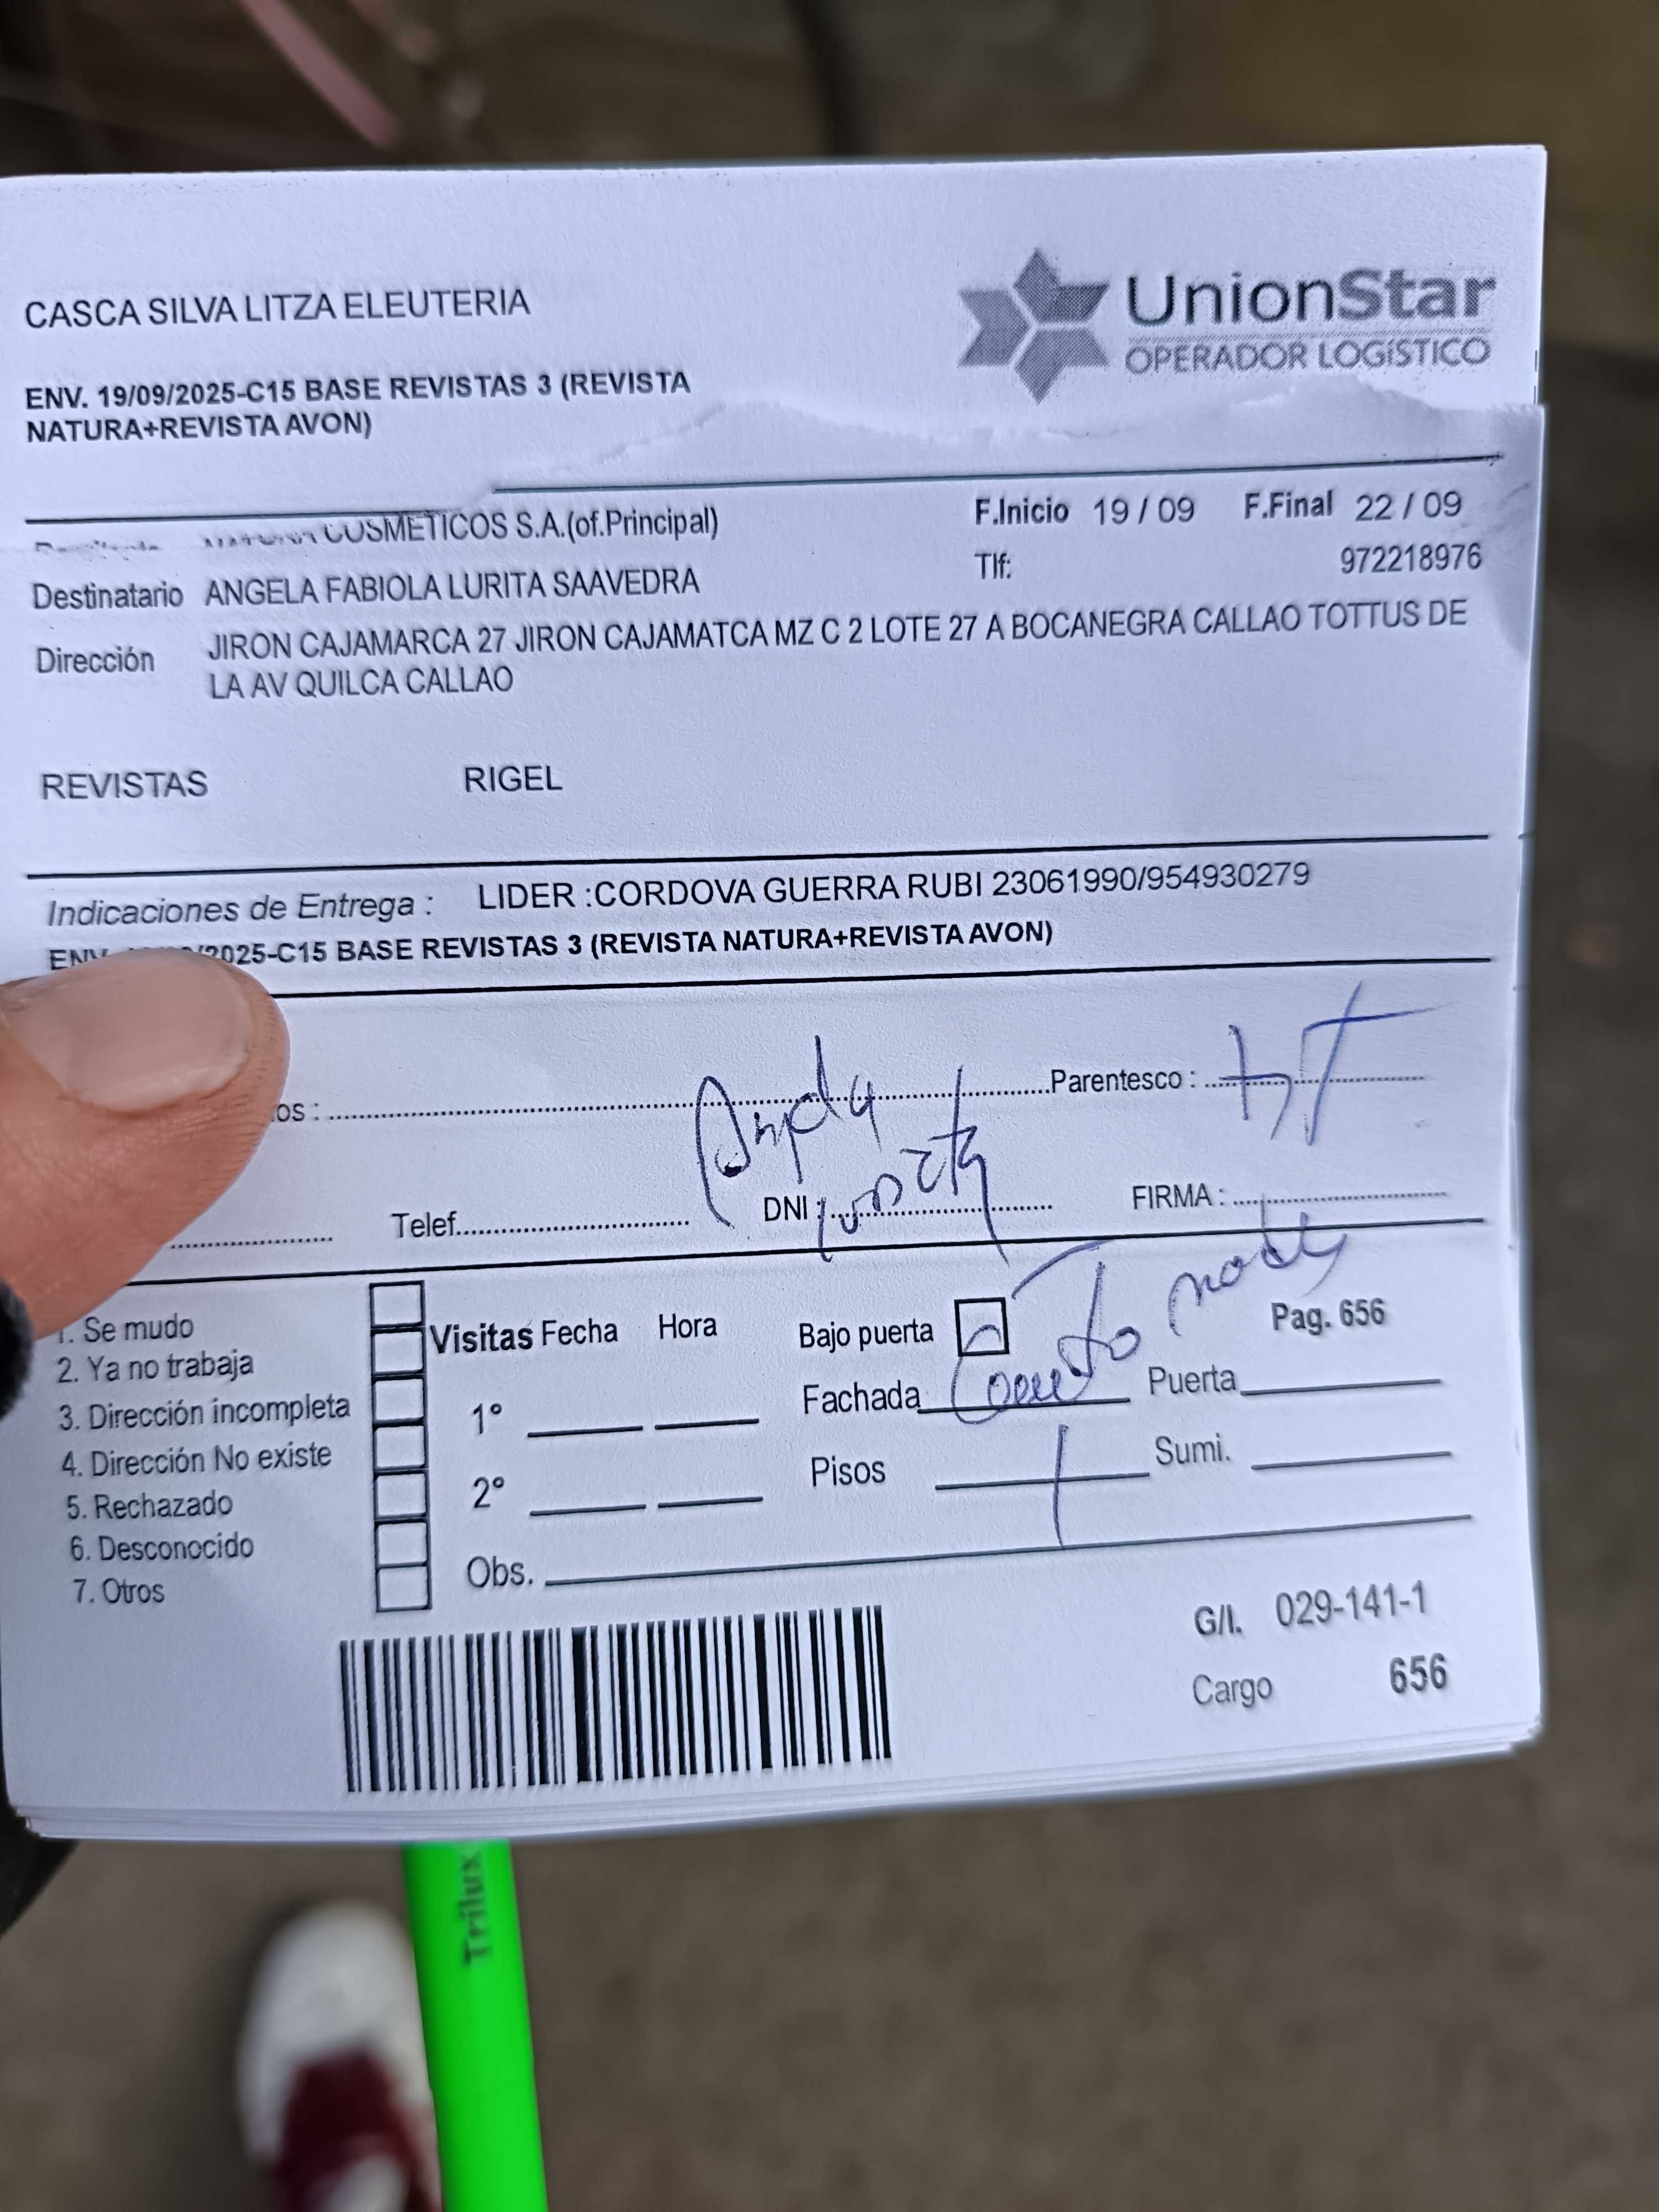 CASCA SILVA LITZA ELEUTERIA
UnionStar
OPERADOR LOGíSTICO
ENV. 19/09/2025-C15 BASE REVISTAS 3 (REVISTA
NATURA+REVISTA AVON)
COSMETICOS S.A.(of.Principal)
F.Inicio 19 / 09 F.Final 22 / 09
Destinatario ANGELA FABIOLA LURITA SAAVEDRA
Tlf: 972218976
Dirección JIRON CAJAMARCA 27 JIRON CAJAMATCA MZ C 2 LOTE 27 A BOCANEGRA CALLAO TOTTUS DE
LA AV QUILCA CALLAO
REVISTAS RIGEL
Indicaciones de Entrega : LIDER :CORDOVA GUERRA RUBI 23061990/954930279
ENV. /2025-C15 BASE REVISTAS 3 (REVISTA NATURA+REVISTA AVON)
os : Angela Parentesco :
Telef. DNI : FIRMA :
1. Se mudo
2. Ya no trabaja
3. Dirección incompleta
4. Dirección No existe
5. Rechazado
6. Desconocido
7. Otros
Visitas Fecha Hora
1°
2°
Obs.
Bajo puerta Pag. 656
Fachada Puerta
Pisos 1 Sumi.
G/I. 029-141-1
Cargo 656
Trilux